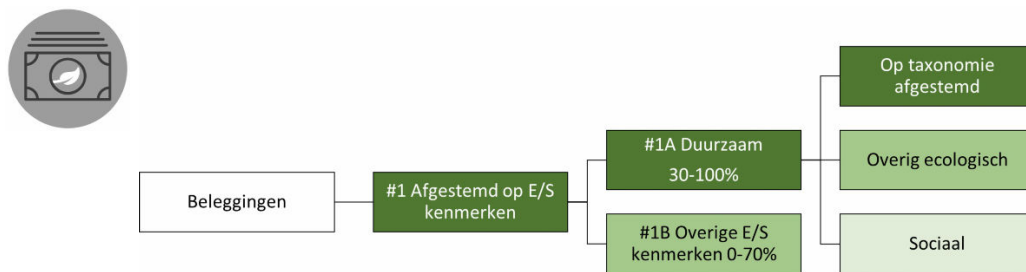 Beleggingen
#1 Afgestemd op E/S
kenmerken
#1A Duurzaam
30-100%
#1B Overige E/S
kenmerken 0-70%
Op taxonomie
afgestemd
Overig ecologisch
Sociaal